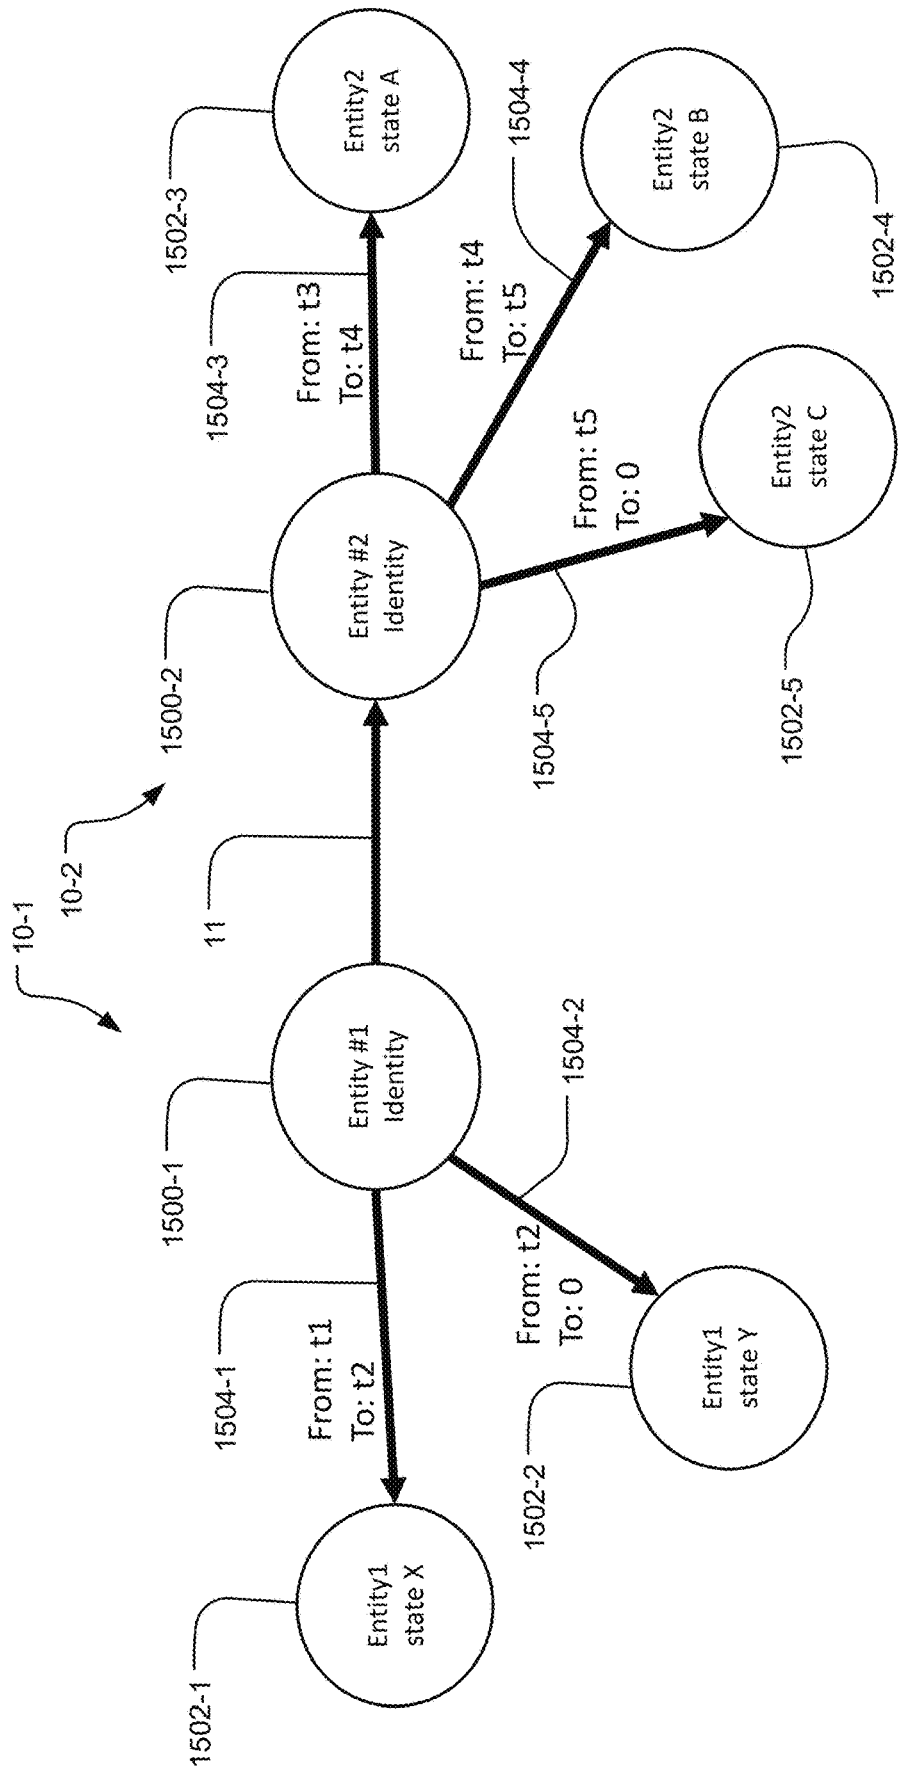 10-1
10-2
1502-1
1504-1
1500-1
11
1500-2
1504-3
1502-3
Entity1
state X
From: t1
To: t2
Entity #1
Identity
Entity #2
Identity
From: t3
To: t4
Entity2
state A
1502-2
From: t2
To: 0
1504-2
1504-5
From: t5
To: 0
From: t4
To: t5
1504-4
Entity1
state Y
1502-5
Entity2
state C
Entity2
state B
1502-4